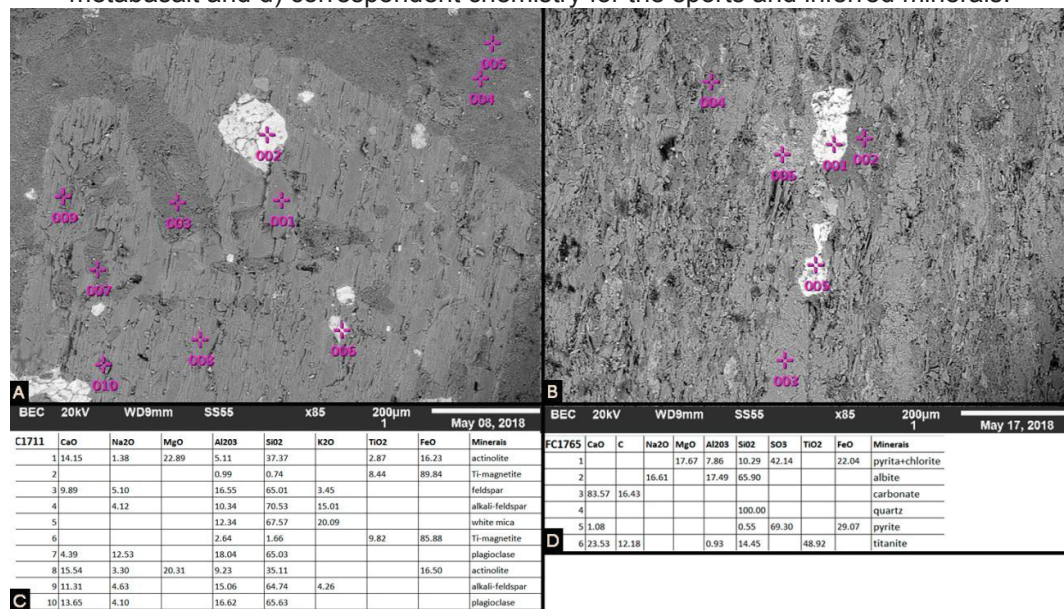 metabasalt and d) correspondent chemistry for the sports and inferred minerals.
005
004
002
009
003
001
007
008
006
010
A
004
001
002
006
005
003
B
BEC 20kV WD9mm SS55 x85 200µm
1 May 08, 2018
C1711 CaO Na2O MgO Al203 Si02 K2O TiO2 FeO Minerais
1 14.15 1.38 22.89 5.11 37.37 2.87 16.23 actinolite
2 0.99 0.74 8.44 89.84 Ti-magnetite
3 9.89 5.10 16.55 65.01 3.45 feldspar
4 4.12 10.34 70.53 15.01 alkali-feldspar
5 12.34 67.57 20.09 white mica
6 2.64 1.66 9.82 85.88 Ti-magnetite
7 4.39 12.53 18.04 65.03 plagioclase
8 15.54 3.30 20.31 9.23 35.11 16.50 actinolite
9 11.31 4.63 15.06 64.74 4.26 alkali-feldspar
10 13.65 4.10 16.62 65.63 plagioclase
C
BEC 20kV WD9mm SS55 x85 200µm
1 May 17, 2018
FC1765 CaO C Na2O MgO Al203 Si02 SO3 TiO2 FeO Minerais
1 17.67 7.86 10.29 42.14 22.04 pyrita+chlorite
2 16.61 17.49 65.90 albite
3 83.57 16.43 carbonate
4 100.00 quartz
5 1.08 0.55 69.30 29.07 pyrite
6 23.53 12.18 0.93 14.45 48.92 titanite
D